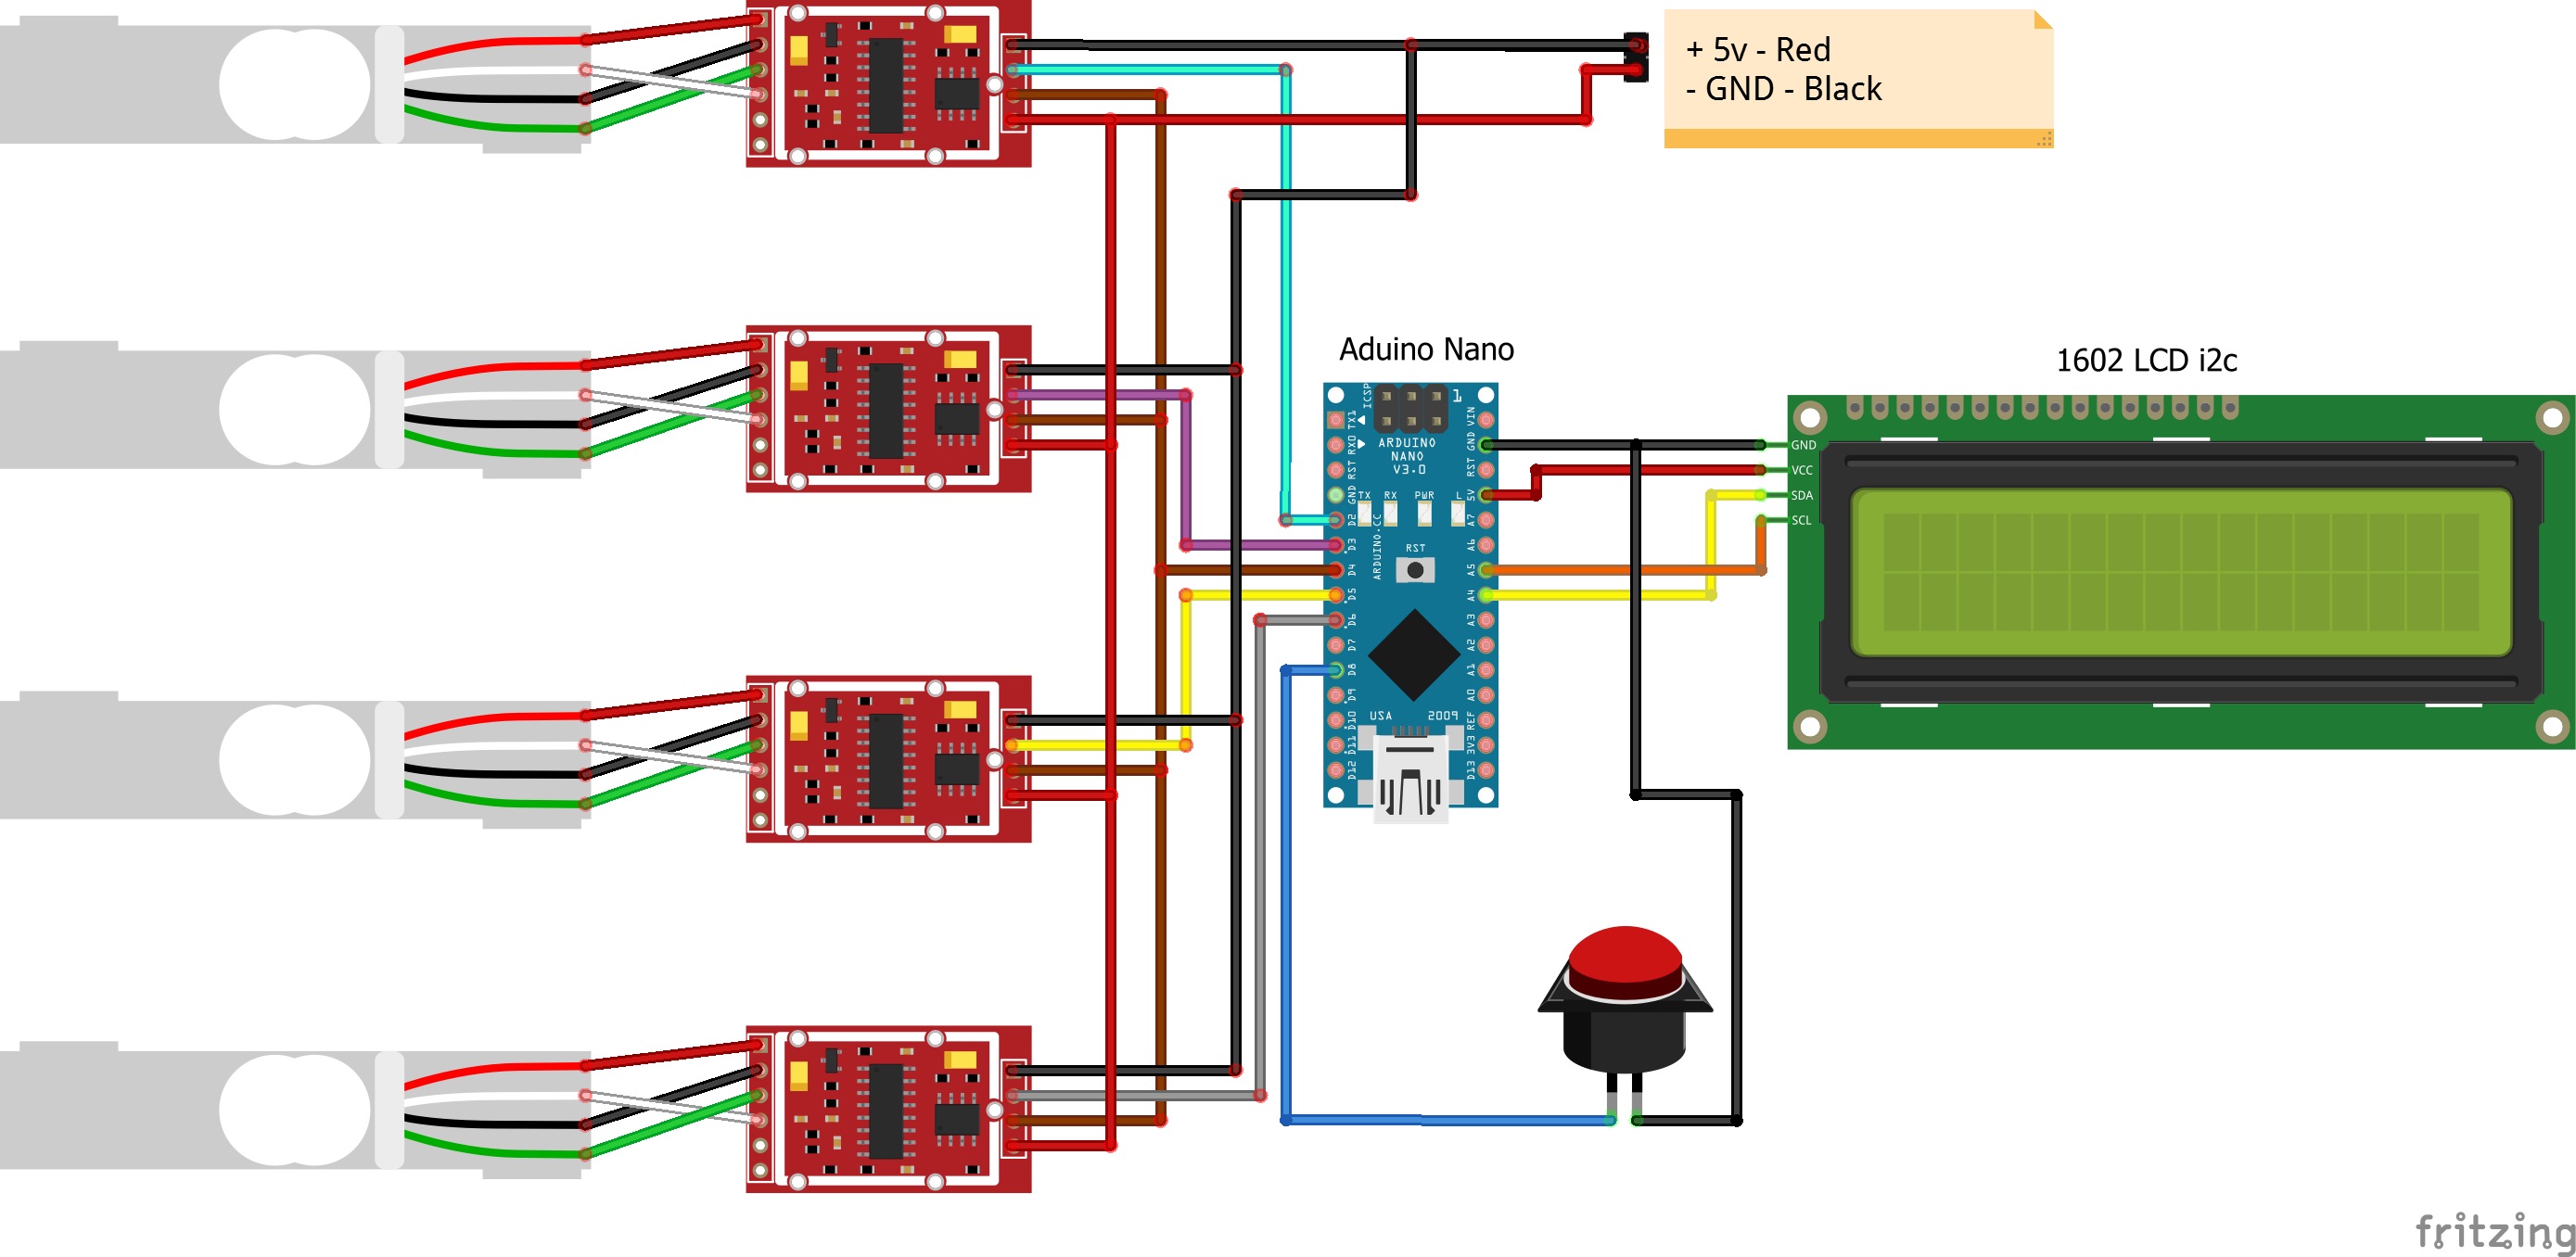 + 5v - Red
- GND - Black
Aduino Nano
1602 LCD i2c
ICSP
1
TX1
RX0
RST
GND
D2
D3
D4
D5
D6
D7
D8
D9
D10
D11
D12
ARDUINO
NANO
V3.0
TX
RX
PWR
L
ARDUINO.CC
RST
USA
2009
VIN
GND
RST
5V
A7
A6
A5
A4
A3
A2
A1
A0
REF
3V3
D13
GND
VCC
SDA
SCL
fritzing